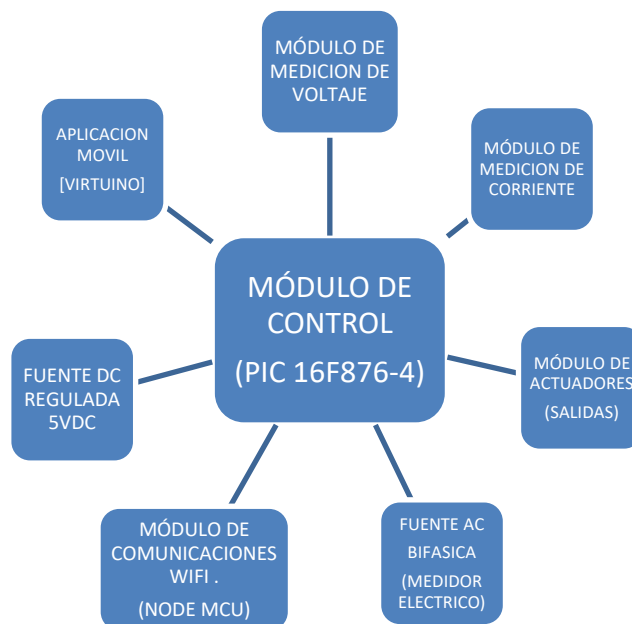 MÓDULO DE
MEDICION DE
VOLTAJE
APLICACION
MOVIL
[VIRTUINO]
MÓDULO DE
MEDICION DE
CORRIENTE
MÓDULO DE
CONTROL
(PIC 16F876-4)
FUENTE DC
REGULADA
5VDC
MÓDULO DE
ACTUADORES
(SALIDAS)
MÓDULO DE
COMUNICACIONES
WIFI .
(NODE MCU)
FUENTE AC
BIFASICA
(MEDIDOR
ELECTRICO)